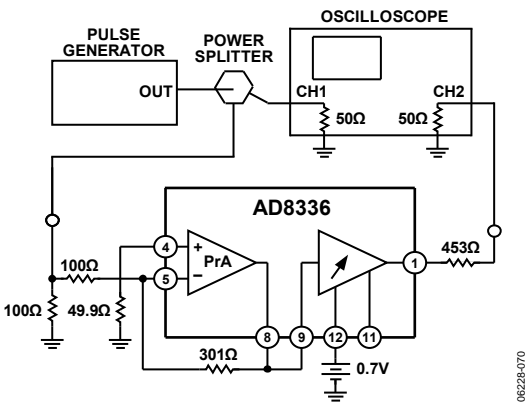 OSCILLOSCOPE
PULSE
GENERATOR
POWER
SPLITTER
OUT
CH1
CH2
50Ω
50Ω
AD8336
4
+
PrA
5
–
1
453Ω
100Ω
100Ω
49.9Ω
8
9
12
11
301Ω
0.7V
06228-070